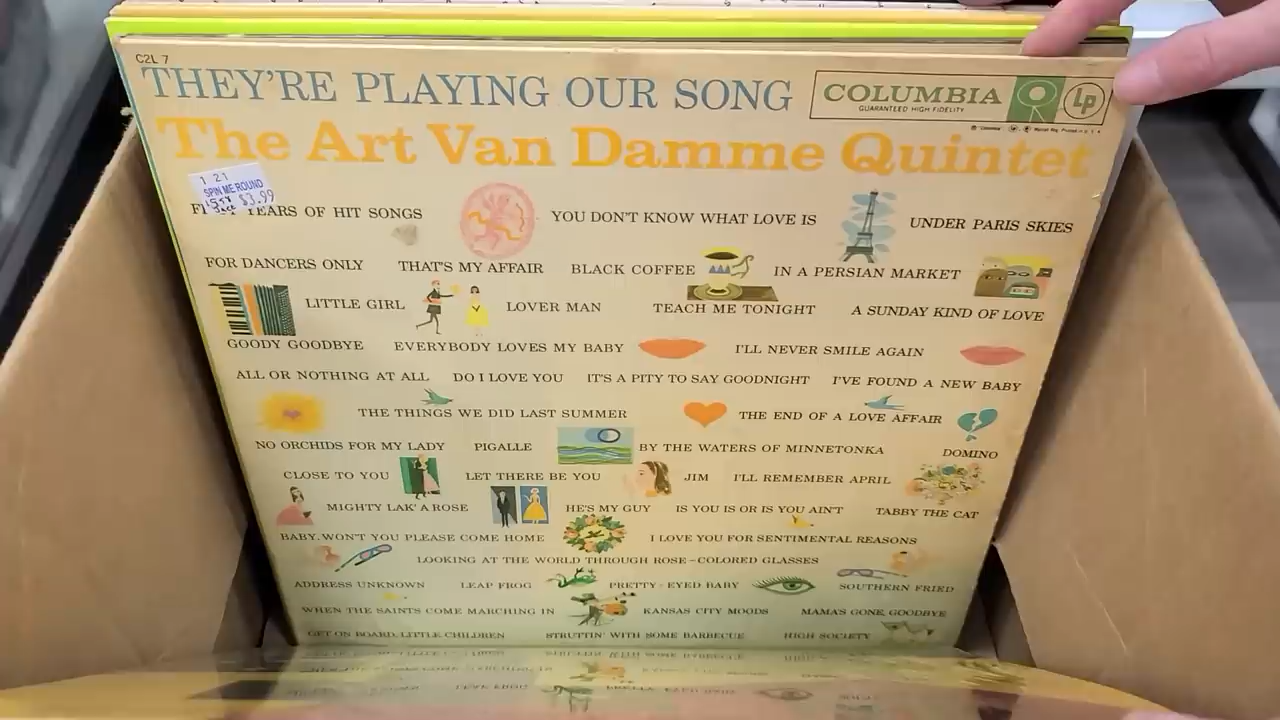 C2L 7
THEY'RE PLAYING OUR SONG
COLUMBIA
GUARANTEED HIGH FIDELITY
LP
The Art Van Damme Quintet
1 21
SPIN ME ROUND
$3.99
YEARS OF HIT SONGS
YOU DON'T KNOW WHAT LOVE IS
UNDER PARIS SKIES
FOR DANCERS ONLY
THAT'S MY AFFAIR
BLACK COFFEE
IN A PERSIAN MARKET
LITTLE GIRL
LOVER MAN
TEACH ME TONIGHT
A SUNDAY KIND OF LOVE
GOODY GOODBYE
EVERYBODY LOVES MY BABY
I'LL NEVER SMILE AGAIN
ALL OR NOTHING AT ALL
DO I LOVE YOU
IT'S A PITY TO SAY GOODNIGHT
I'VE FOUND A NEW BABY
THE THINGS WE DID LAST SUMMER
THE END OF A LOVE AFFAIR
NO ORCHIDS FOR MY LADY
PIGALLE
BY THE WATERS OF MINNETONKA
DOMINO
CLOSE TO YOU
LET THERE BE YOU
JIM
I'LL REMEMBER APRIL
MIGHTY LAK' A ROSE
HE'S MY GUY
IS YOU IS OR IS YOU AIN'T
TABBY THE CAT
BABY, WON'T YOU PLEASE COME HOME
I LOVE YOU FOR SENTIMENTAL REASONS
LOOKING AT THE WORLD THROUGH ROSE-COLORED GLASSES
ADDRESS UNKNOWN
LEAP FROG
PRETTY-EYED BABY
SOUTHERN FRIED
WHEN THE SAINTS COME MARCHING IN
KANSAS CITY MOODS
MAMA'S GONE, GOODBYE
GET ON BOARD, LITTLE CHILDREN
STRUTTIN' WITH SOME BARBECUE
HIGH SOCIETY